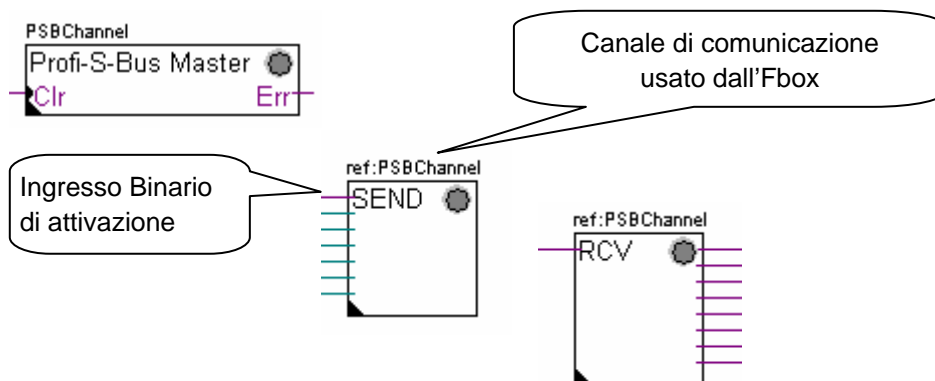 PSBChannel
Profi-S-Bus Master
Clr Err
Canale di comunicazione
usato dall'Fbox
Ingresso Binario
di attivazione
ref:PSBChannel
SEND
ref:PSBChannel
RCV